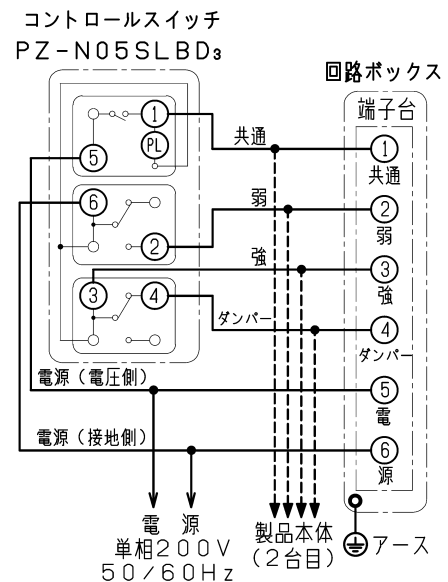 コントロールスイッチ
PZ-N05SLBD3
回路ボックス
端子台
1
PL
5
共通
1
共通
6
2
弱
2
弱
3
4
強
3
強
ダンパー
4
ダンパー
電源(電圧側)
5
電
電源(接地側)
6
源
電 源
単相200V
50/60Hz
製品本体
(2台目)
アース